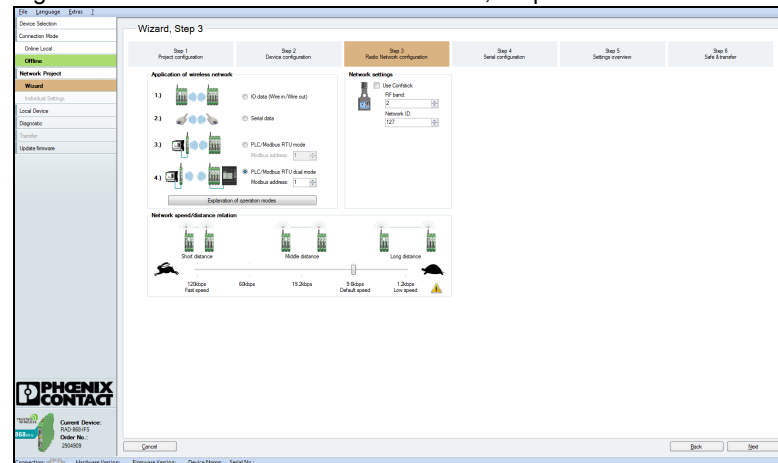 File Language Extras ?
Device Selection
Connection Mode
Online Local
Offline
Network Project
Wizard
Individual Settings
Local Device
Diagnostic
Transfer
Update firmware
Wizard, Step 3
Step 1
Project configuration
Step 2
Device configuration
Step 3
Radio Network configuration
Step 4
Serial configuration
Step 5
Settings overview
Step 6
Safe & transfer
Application of wireless network
1.) IO data (Wire in/Wire out)
2.) Serial data
3.) PLC/Modbus RTU mode
Modbus address: 1
4.) PLC/Modbus RTU dual mode
Modbus address: 1
Explanation of operation modes
Network settings
Use Confstick
RF band:
2
Network ID:
127
Network speed/distance relation
Short distance Middle distance Long distance
120kbps 60kbps 19.2kbps 9.6kbps 1.2kbps
Fast speed Default speed Low speed
PHŒNIX
CONTACT
TRUSTED
WIRELESS
868MHz
Current Device:
RAD-868-IFS
Order No.:
2904909
Cancel Back Next
Connection: Hardware Version: Firmware Version: Device Name: Serial No.: